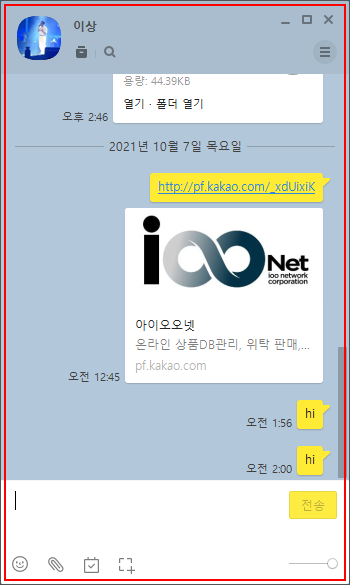 이상
용량: 44.39KB
열기 · 폴더 열기
오후 2:46
2021년 10월 7일 목요일
http://pf.kakao.com/_xdUixiK
ioo Net
ioo network
corporation
아이오오넷
온라인 상품DB관리, 위탁 판매,...
pf.kakao.com
오전 12:45
hi
오전 1:56
hi
오전 2:00
전송